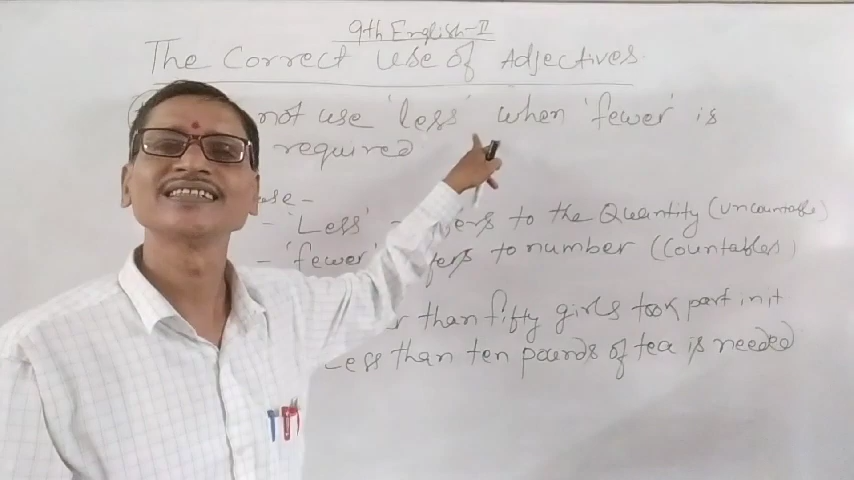 9th English-II
The Correct Use of Adjectives.
not use 'less' when 'fewer' is
required
- 'Less' - to the Quantity (uncountable)
- 'fewer' to number (Countables)
than fifty girls took part in it
Less than ten pounds of tea is needed